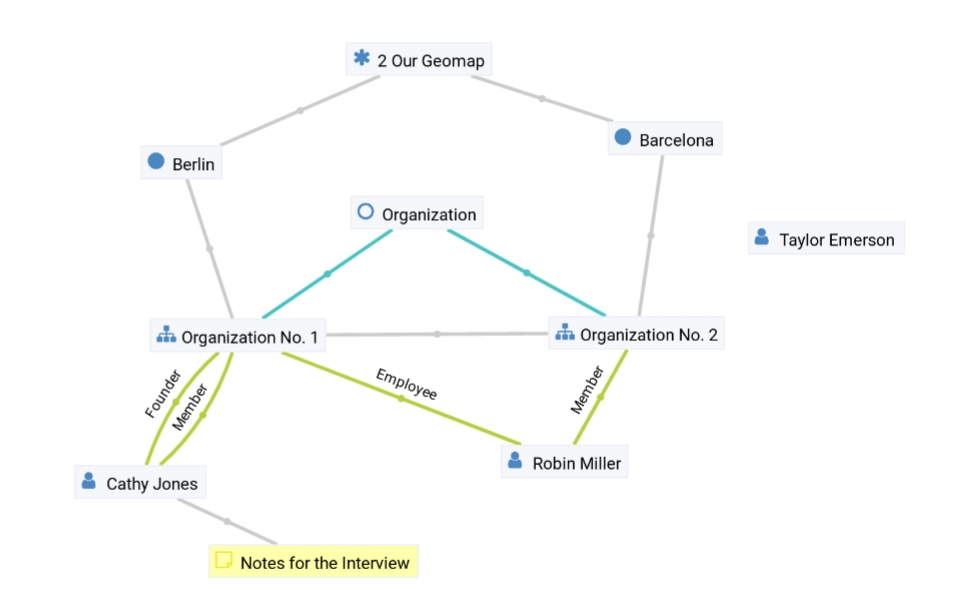 2 Our Geomap
Barcelona
Berlin
Organization
Taylor Emerson
Organization No. 1
Organization No. 2
Founder
Member
Employee
Member
Robin Miller
Cathy Jones
Notes for the Interview